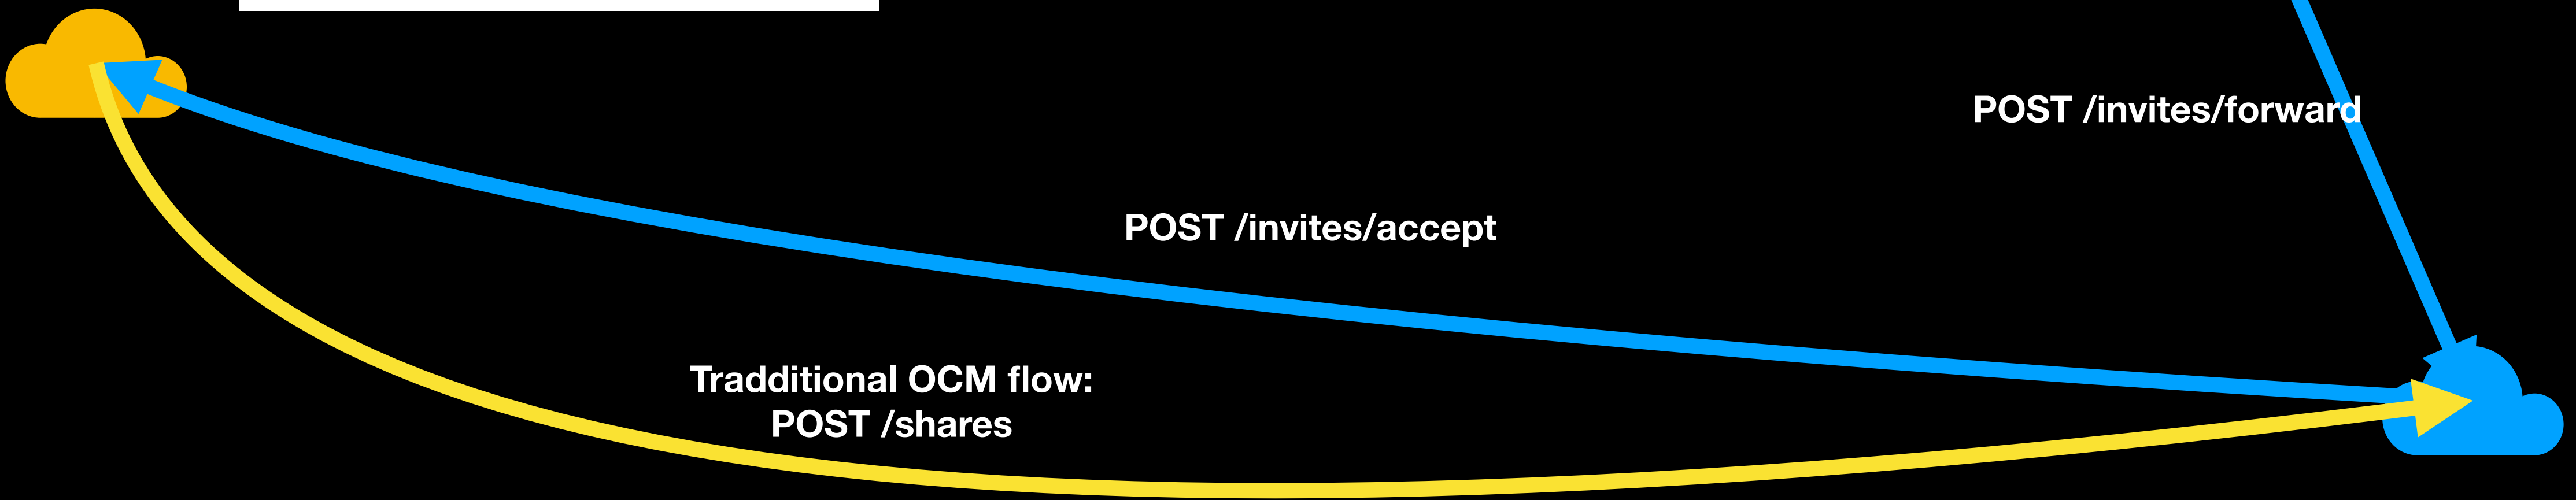 POST /invites/forward
POST /invites/accept
Tradditional OCM flow:
POST /shares